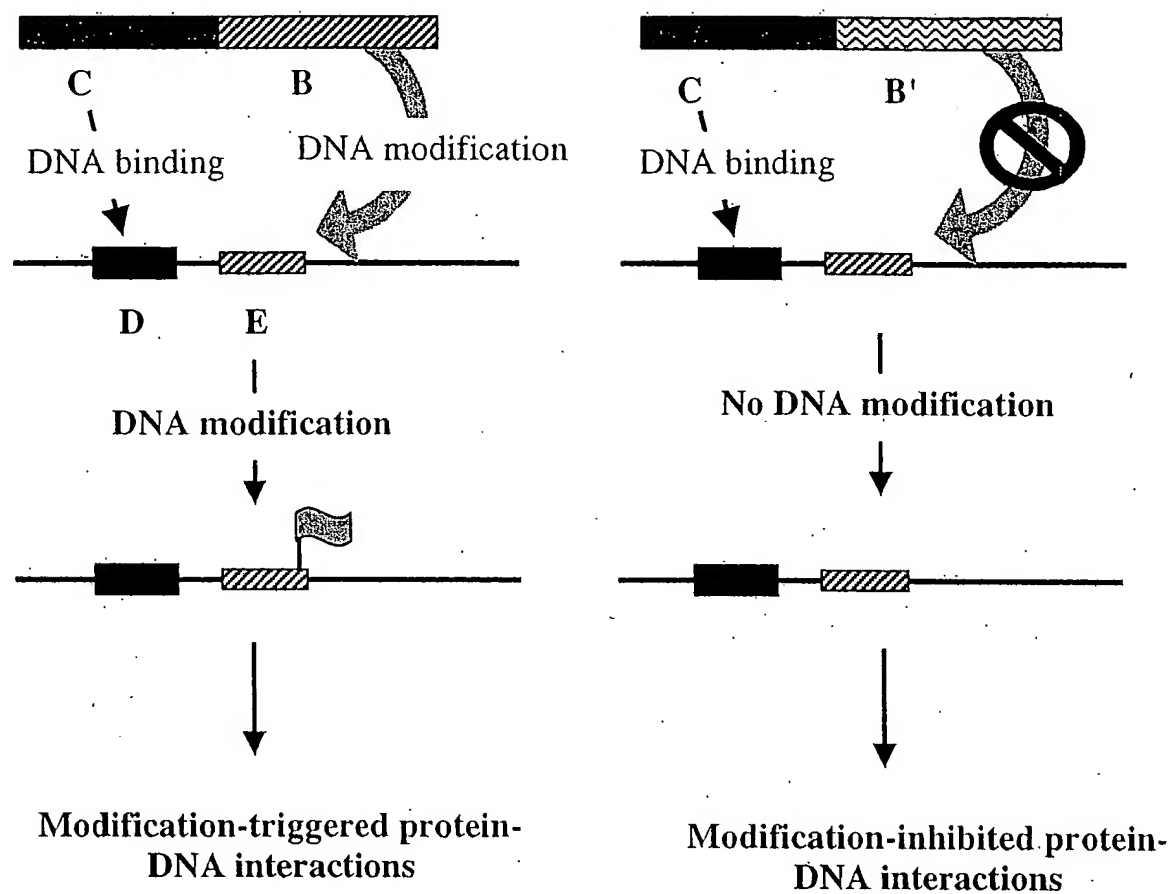 C
B
DNA binding
DNA modification
D
E
DNA modification
Modification-triggered protein-
DNA interactions
C
B'
DNA binding
No DNA modification
Modification-inhibited protein-
DNA interactions